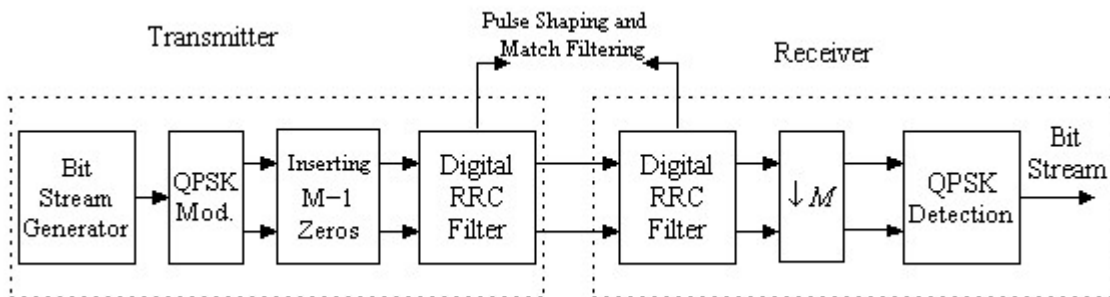 Transmitter
Pulse Shaping and
Match Filtering
Receiver
Bit
Stream
Generator
QPSK
Mod.
Inserting
M-1
Zeros
Digital
RRC
Filter
Digital
RRC
Filter
↓M
QPSK
Detection
Bit
Stream